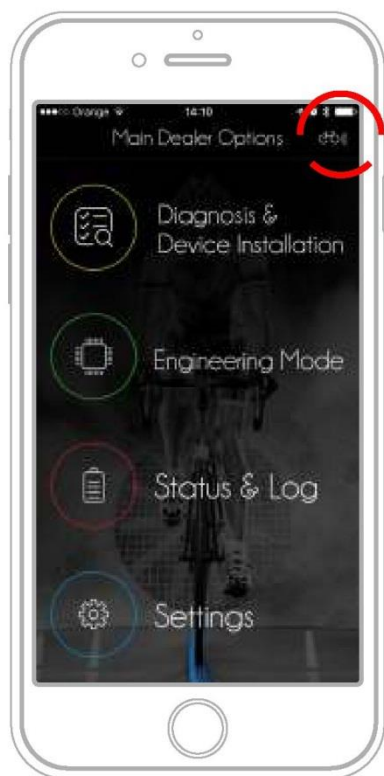 Orange 14:10
Main Dealer Options
Diagnosis &
Device Installation
Engineering Mode
Status & Log
Settings